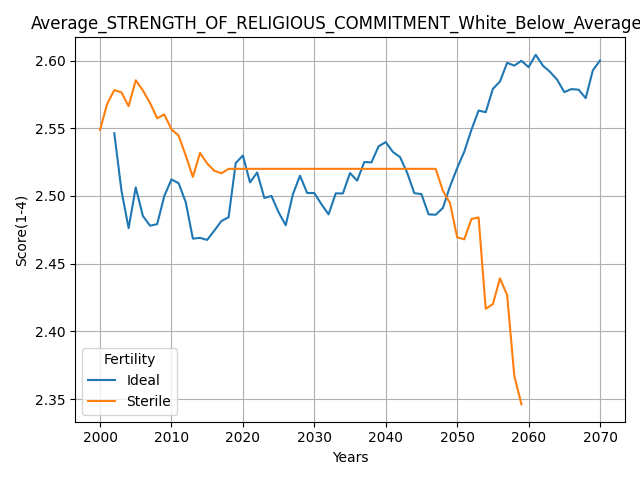 Average_STRENGTH_OF_RELIGIOUS_COMMITMENT_White_Below_Average
2.60
2.55
2.50
2.45
2.40
2.35
Score(1-4)
Fertility
Ideal
Sterile
2000 2010 2020 2030 2040 2050 2060 2070
Years